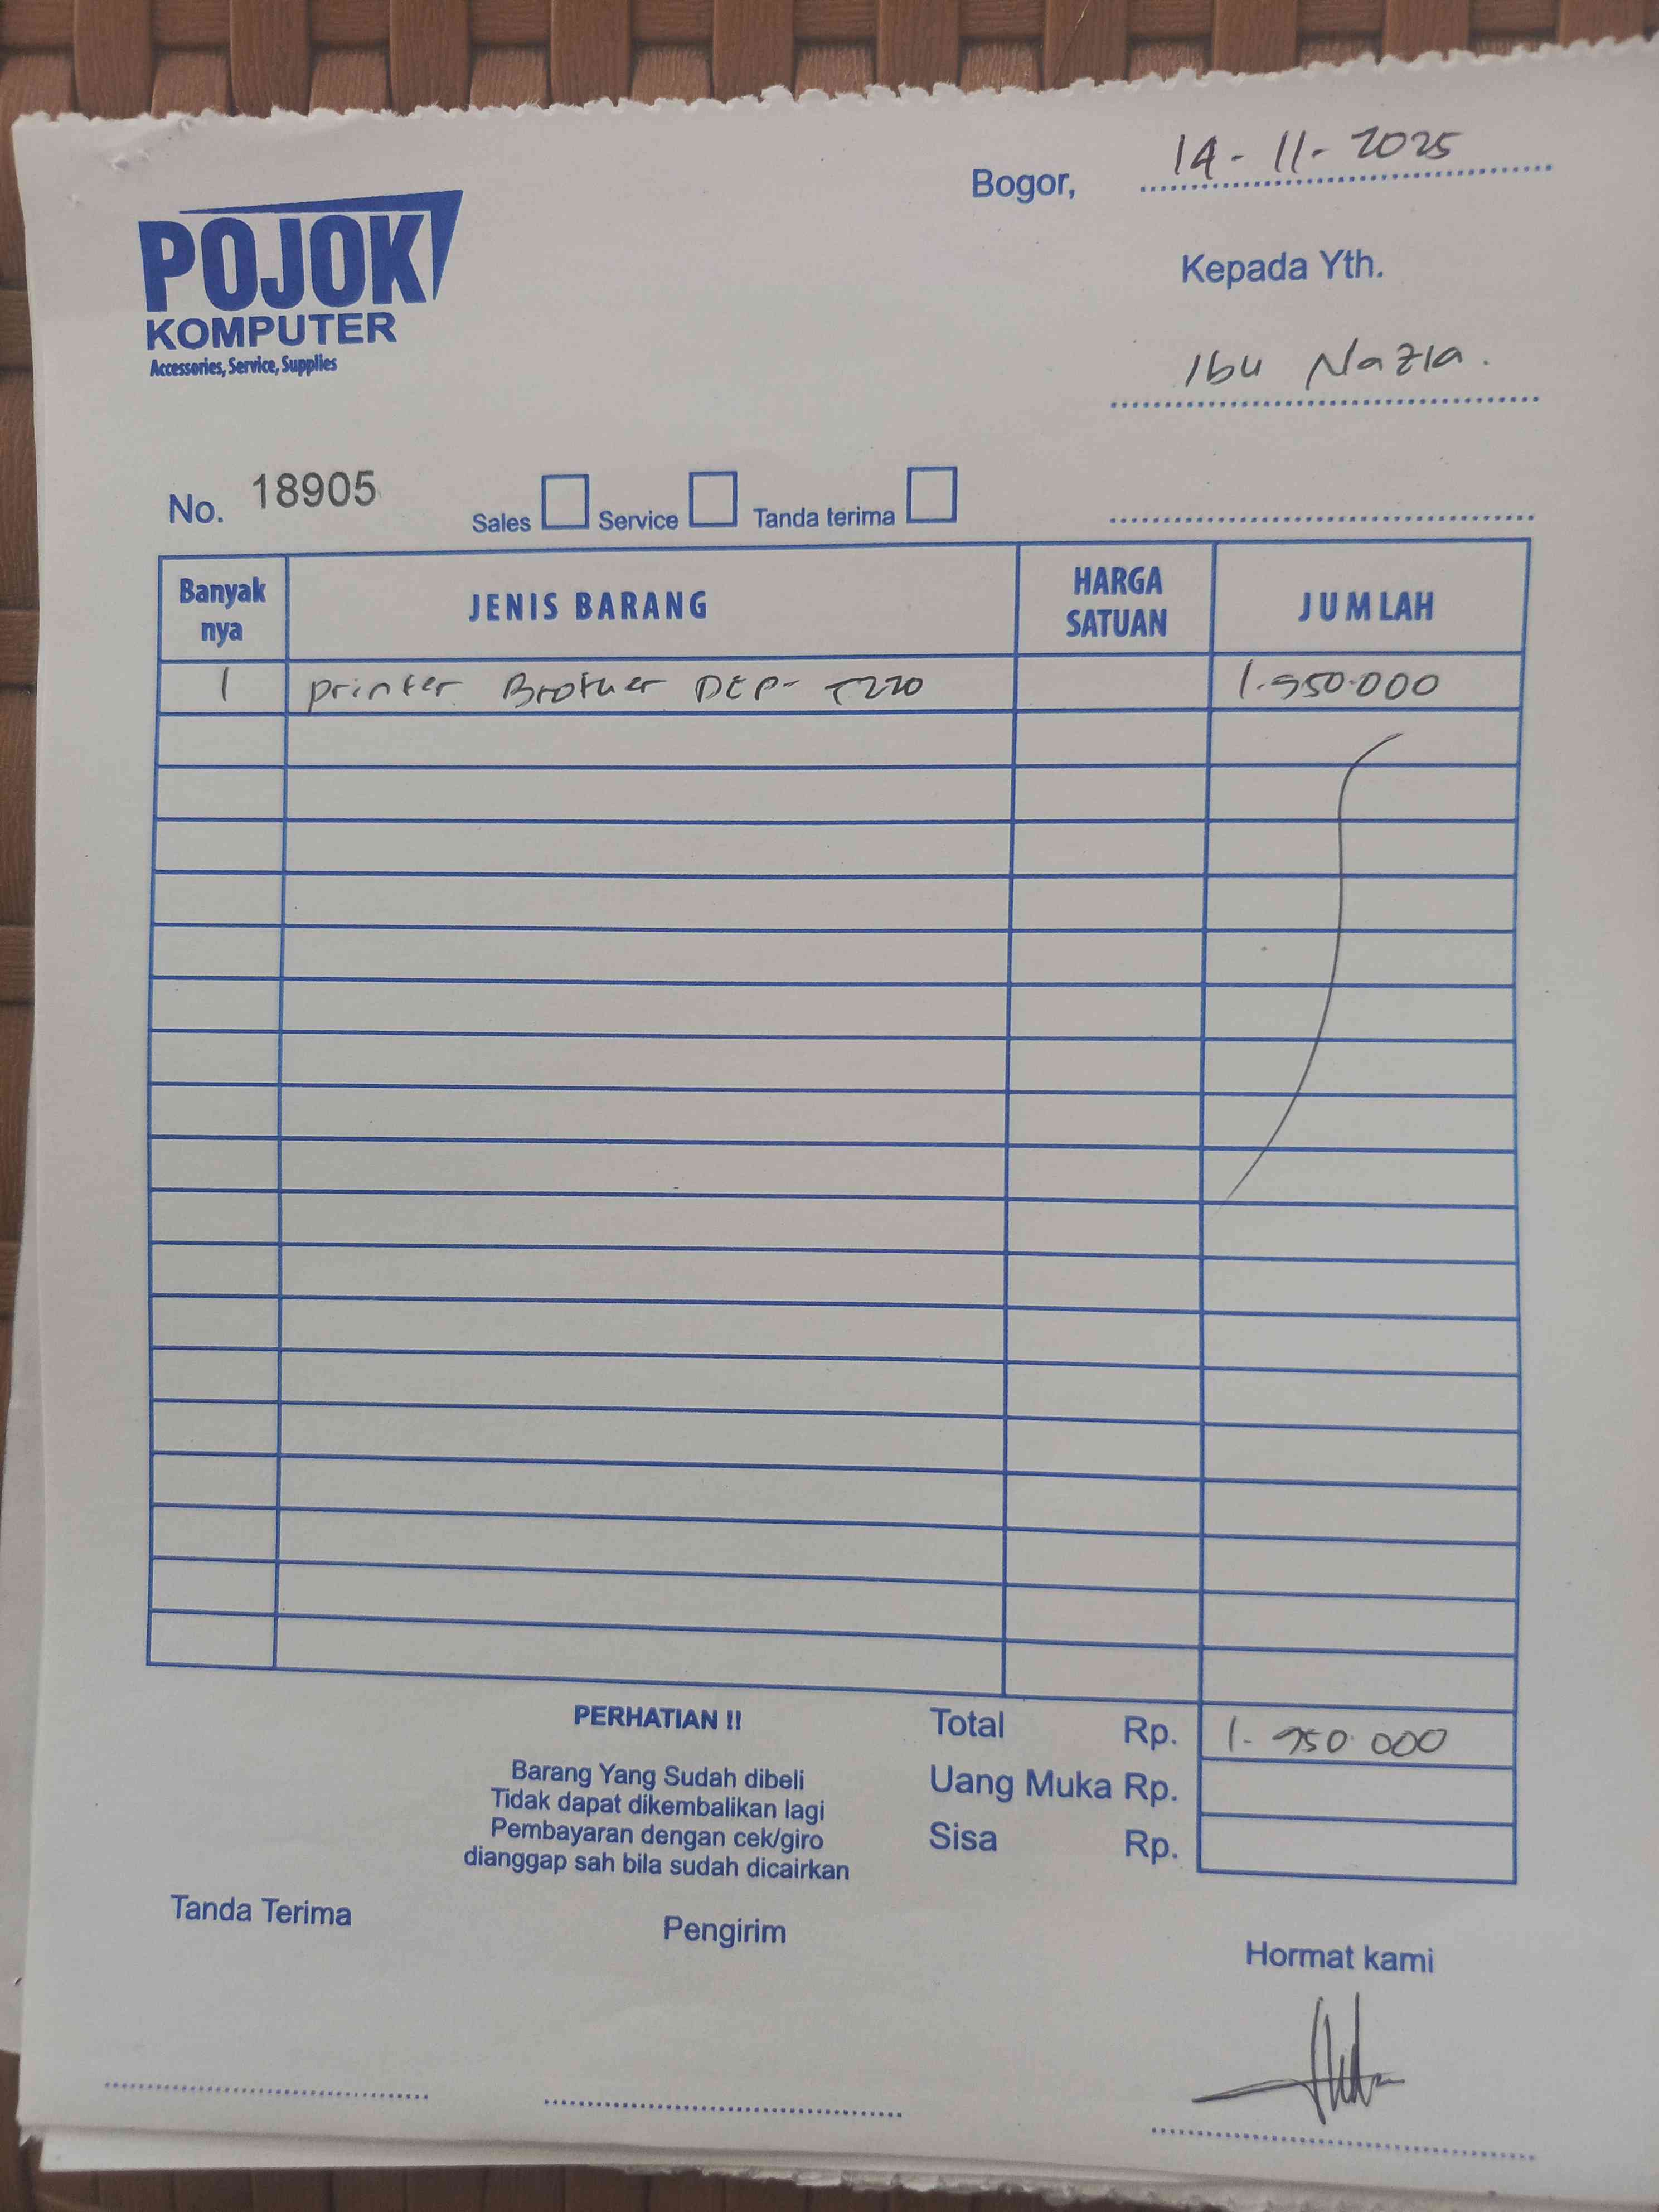 14-11-2025
Bogor,
POJOK
KOMPUTER
Accessories, Service, Supplies
Kepada Yth.
Ibu Nazia.
No. 18905
Sales Service Tanda terima
Banyak nya JENIS BARANG HARGA SATUAN JUMLAH
1 printer Brother DCP-T220 1.950.000
PERHATIAN !!
Barang Yang Sudah dibeli
Tidak dapat dikembalikan lagi
Pembayaran dengan cek/giro
dianggap sah bila sudah dicairkan
Total Rp. 1.950.000
Uang Muka Rp.
Sisa Rp.
Tanda Terima
Pengirim
Hormat kami